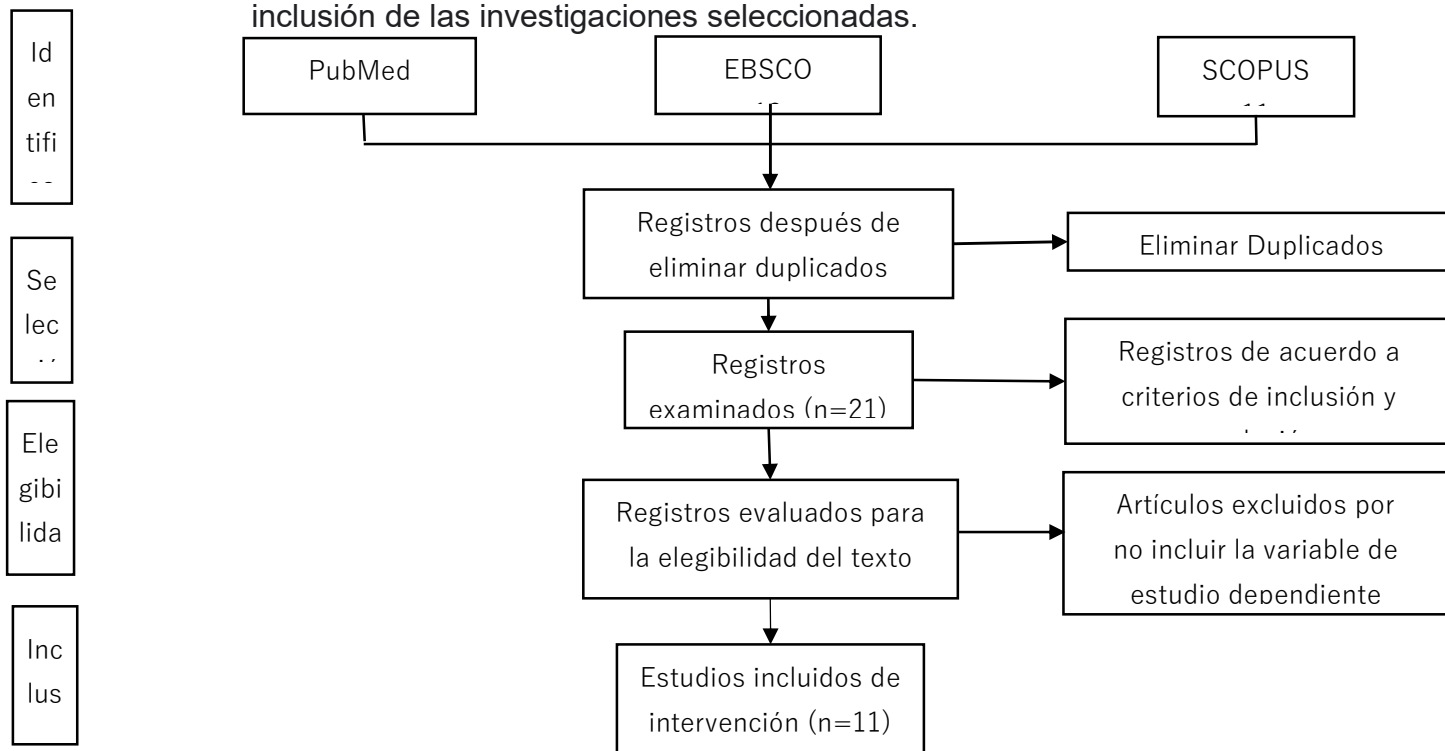 inclusión de las investigaciones seleccionadas.
Id
en
tifi
PubMed
EBSCO
SCOPUS
Registros después de
eliminar duplicados
Eliminar Duplicados
Se
lec
Registros
examinados (n=21)
Registros de acuerdo a
criterios de inclusión y
Ele
gibi
lida
Registros evaluados para
la elegibilidad del texto
Artículos excluidos por
no incluir la variable de
estudio dependiente
Inc
lus
Estudios incluidos de
intervención (n=11)